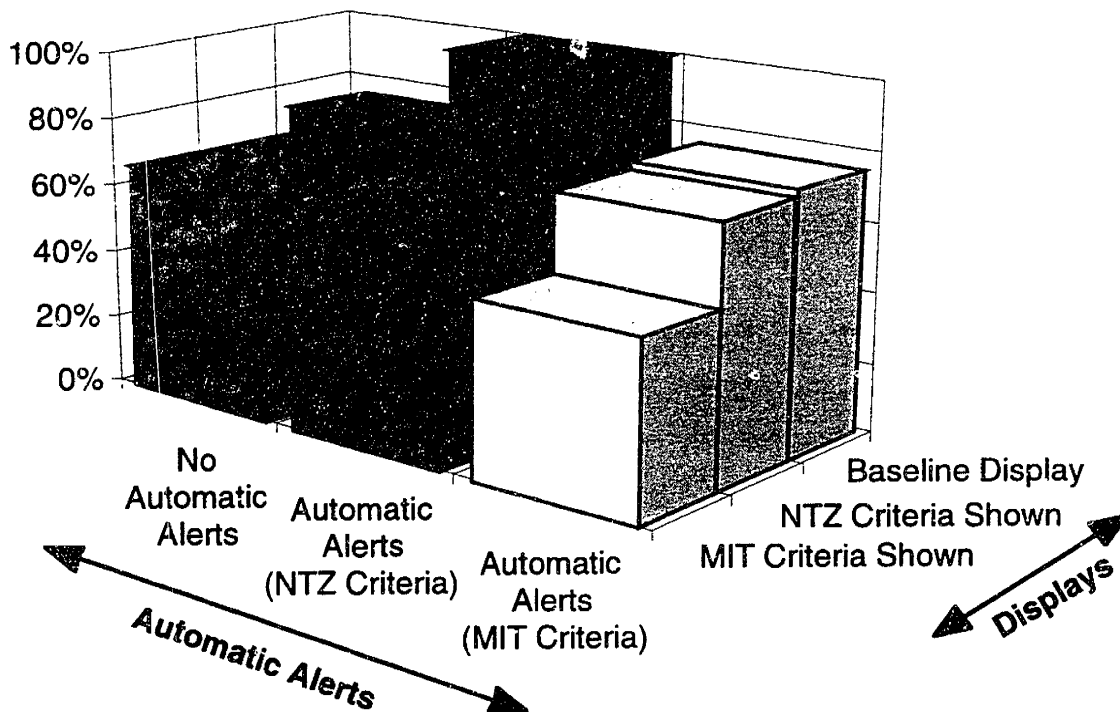 100%
80%
60%
40%
20%
0%
No
Automatic
Alerts
Automatic
Alerts
(NTZ Criteria)
Automatic
Alerts
(MIT Criteria)
Baseline Display
NTZ Criteria Shown
MIT Criteria Shown
Automatic Alerts
Displays